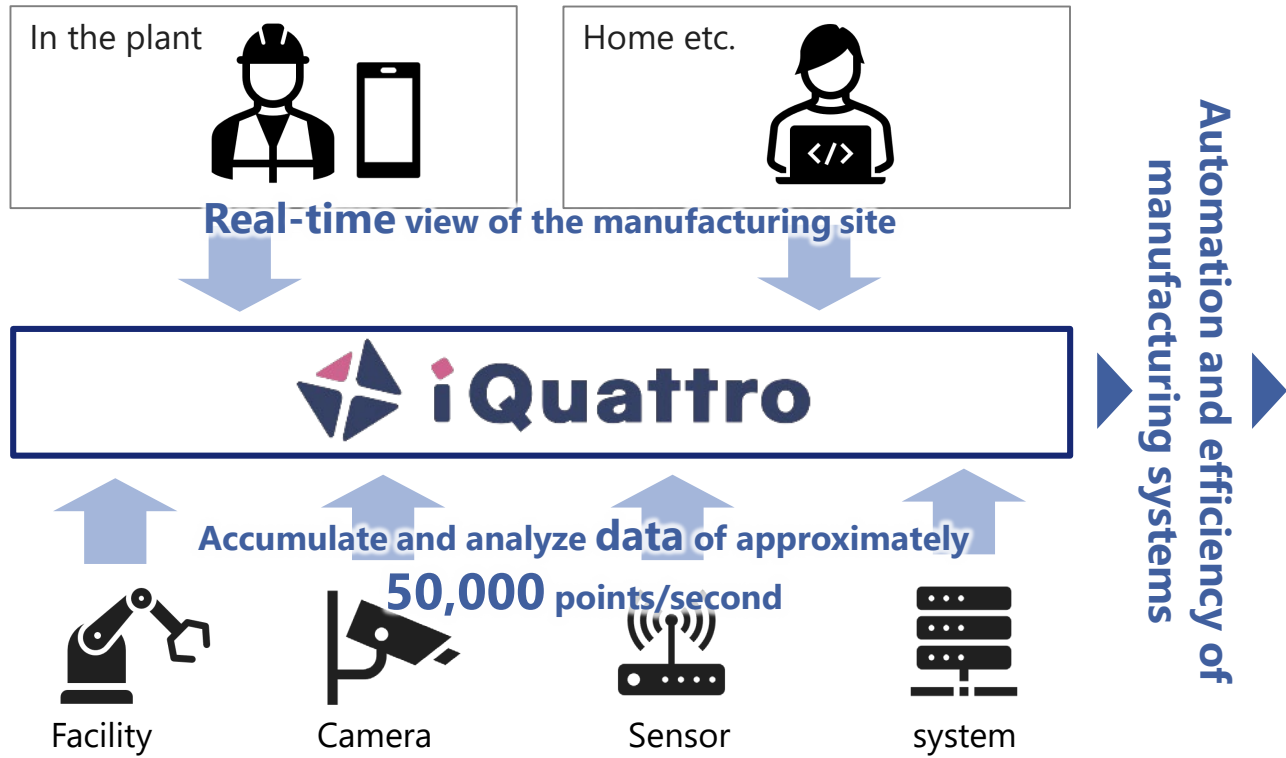 In the plant
Home etc.
</>
Real-time view of the manufacturing site
iQuattro
Accumulate and analyze data of approximately
50,000 points/second
Facility
Camera
Sensor
system
Automation and efficiency of
manufacturing systems